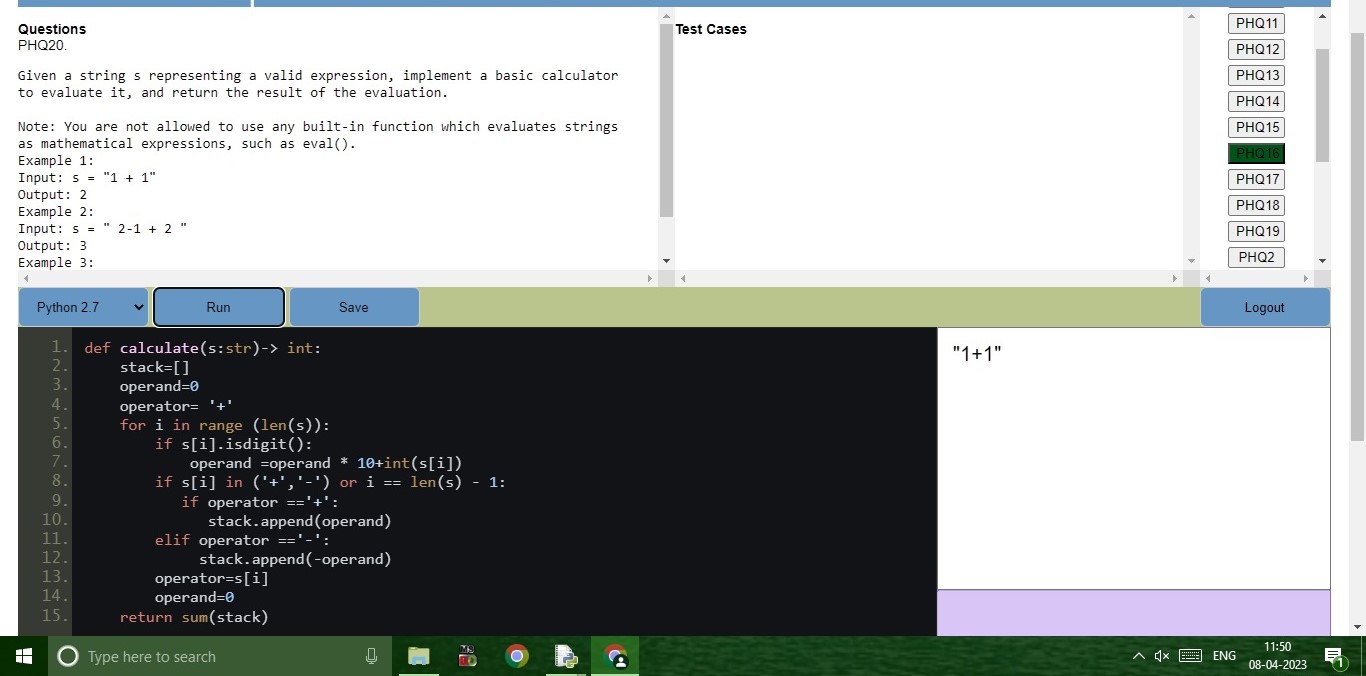 Questions
PHQ20.
Given a string s representing a valid expression, implement a basic calculator
to evaluate it, and return the result of the evaluation.
Note: You are not allowed to use any built-in function which evaluates strings
as mathematical expressions, such as eval().
Example 1:
Input: s = "1 + 1"
Output: 2
Example 2:
Input: s = " 2-1 + 2 "
Output: 3
Example 3:
Test Cases
PHQ11
PHQ12
PHQ13
PHQ14
PHQ15
PHQ16
PHQ17
PHQ18
PHQ19
PHQ2
Python 2.7
Run
Save
Logout
1. def calculate(s:str)-> int:
2.     stack=[]
3.     operand=0
4.     operator= '+'
5.     for i in range (len(s)):
6.         if s[i].isdigit():
7.             operand =operand * 10+int(s[i])
8.         if s[i] in ('+','-') or i == len(s) - 1:
9.            if operator =='+':
10.               stack.append(operand)
11.         elif operator =='-':
12.              stack.append(-operand)
13.         operator=s[i]
14.         operand=0
15.     return sum(stack)
"1+1"
Type here to search
ENG
11:50
08-04-2023
1